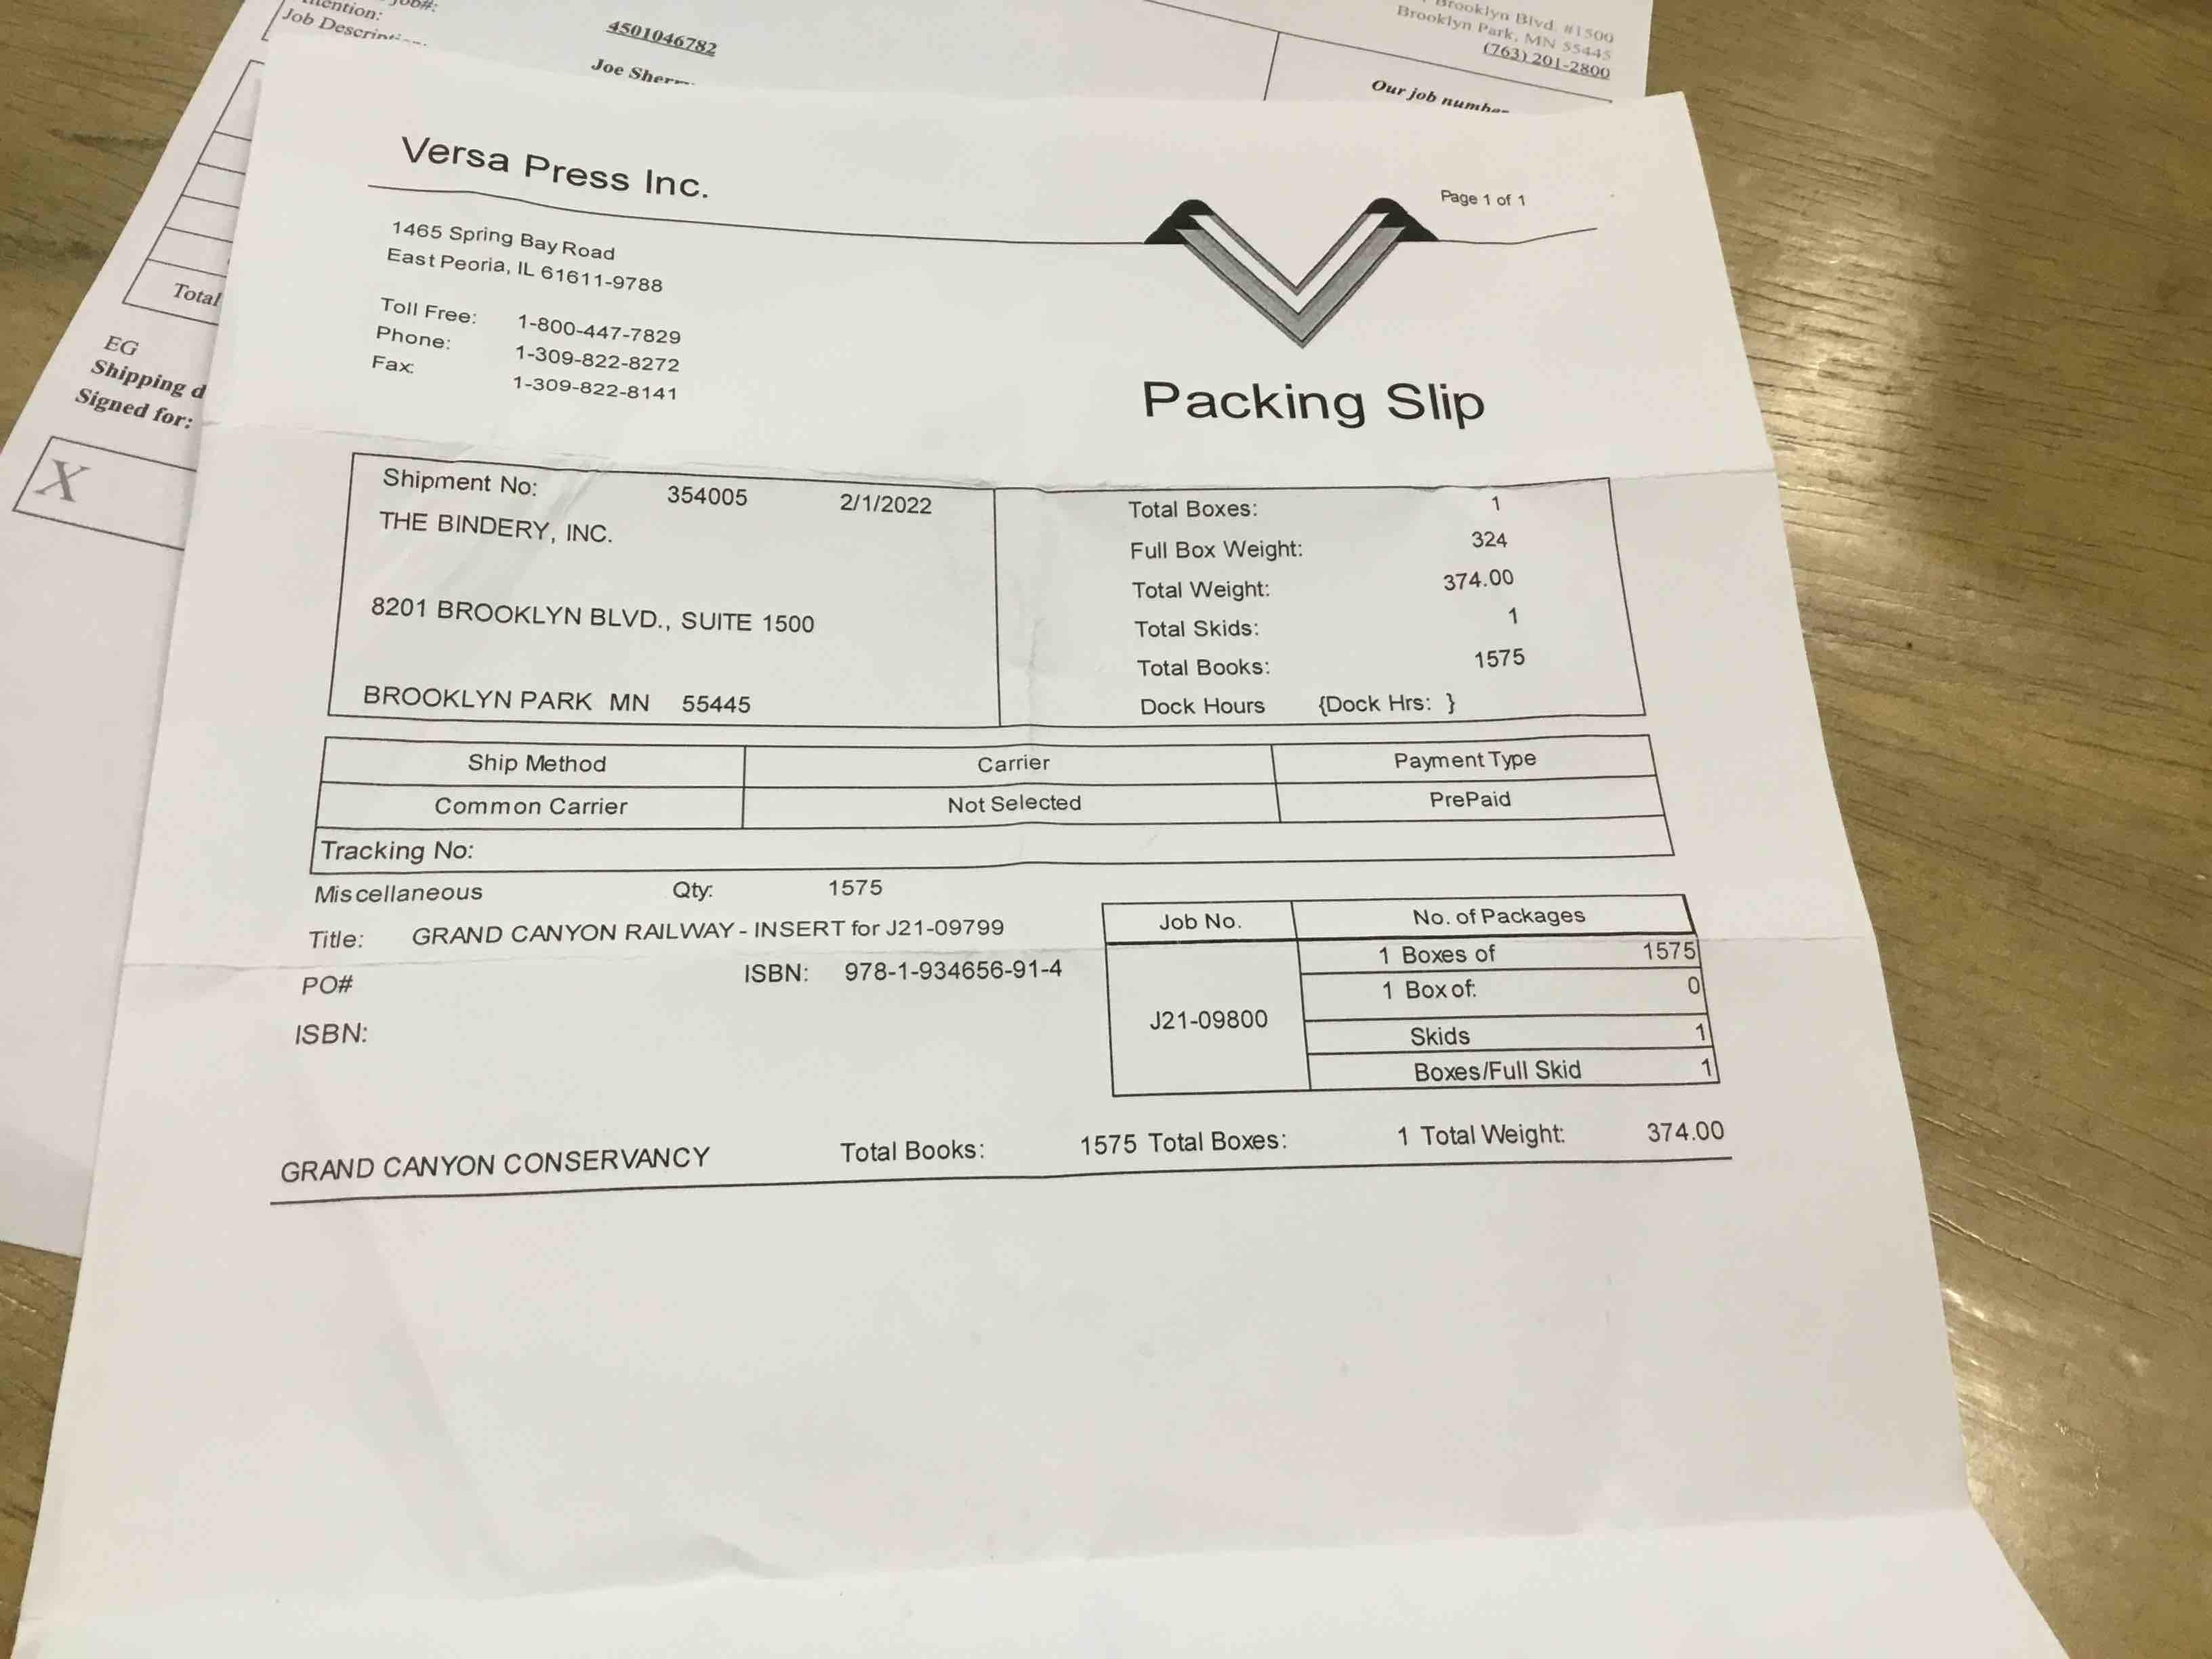 Job#:
Job
4501046782
Joe
Brooklyn Blvd. #1500
Brooklyn Park, MN 55445
(763) 201-2800
Our job
Total
EG
Shipping
Signed for:
X
Versa Press Inc.
Page 1 of 1
1465 Spring Bay Road
East Peoria, IL 61611-9788
Toll Free: 1-800-447-7829
Phone: 1-309-822-8272
Fax: 1-309-822-8141
Packing Slip
Shipment No: 354005 2/1/2022
THE BINDERY, INC.
8201 BROOKLYN BLVD., SUITE 1500
BROOKLYN PARK MN 55445
Total Boxes: 1
Full Box Weight: 324
Total Weight: 374.00
Total Skids: 1
Total Books: 1575
Dock Hours {Dock Hrs: }
Ship Method Carrier Payment Type
Common Carrier Not Selected PrePaid
Tracking No:
Miscellaneous Qty: 1575
Title: GRAND CANYON RAILWAY - INSERT for J21-09799
PO# ISBN: 978-1-934656-91-4
ISBN:
Job No. No. of Packages
J21-09800
1 Boxes of 1575
1 Box of: 0
Skids 1
Boxes/Full Skid 1
GRAND CANYON CONSERVANCY Total Books: 1575 Total Boxes: 1 Total Weight: 374.00